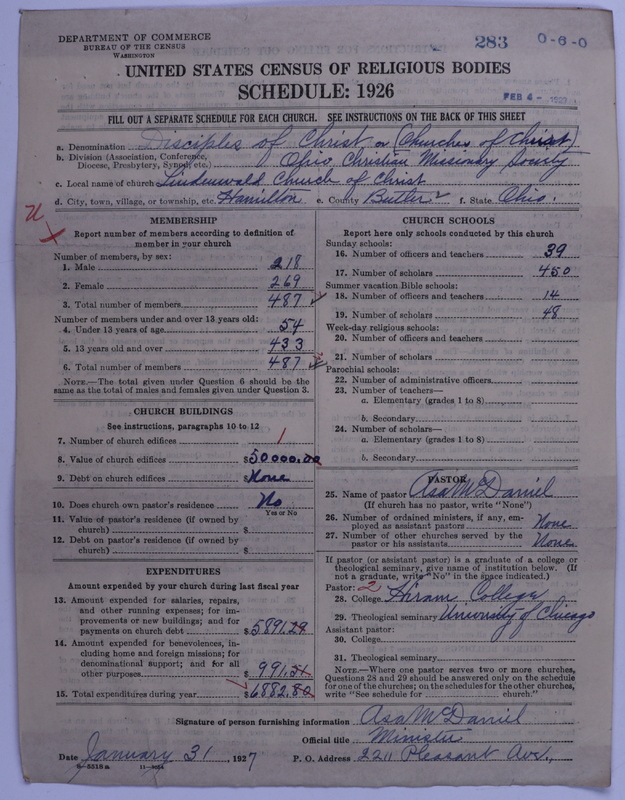 DEPARTMENT OF COMMERCE
BUREAU OF THE CENSUS
WASHINGTON
283 0-6-0
UNITED STATES CENSUS OF RELIGIOUS BODIES
SCHEDULE: 1926
FEB 4 - 1927
FILL OUT A SEPARATE SCHEDULE FOR EACH CHURCH. SEE INSTRUCTIONS ON THE BACK OF THIS SHEET
a. Denomination Disciples of Christ or (Churches of Christ)
b. Division (Association, Conference, Diocese, Presbytery, Synod, etc.) Ohio Christian Missionary Society
c. Local name of church Lindenwald Church of Christ
d. City, town, village, or township, etc. Hamilton e. County Butler f. State Ohio.
MEMBERSHIP
Report number of members according to definition of
member in your church
Number of members, by sex:
1. Male 218
2. Female 269
3. Total number of members 487
Number of members under and over 13 years old:
4. Under 13 years of age 54
5. 13 years old and over 433
6. Total number of members 487
NOTE.—The total given under Question 6 should be the
same as the total of males and females given under Question 3.
CHURCH BUILDINGS
See instructions, paragraphs 10 to 12
7. Number of church edifices 1
8. Value of church edifices $50000.00
9. Debt on church edifices $None
10. Does church own pastor's residence No
Yes or No
11. Value of pastor's residence (if owned by
church) $
12. Debt on pastor's residence (if owned by
church) $
EXPENDITURES
Amount expended by your church during last fiscal year
13. Amount expended for salaries, repairs,
and other running expenses; for im-
provements or new buildings; and for
payments on church debt $5891.29
14. Amount expended for benevolences, in-
cluding home and foreign missions; for
denominational support; and for all
other purposes 991.51
15. Total expenditures during year $6882.80
CHURCH SCHOOLS
Report here only schools conducted by this church
Sunday schools:
16. Number of officers and teachers 39
17. Number of scholars 450
Summer vacation Bible schools:
18. Number of officers and teachers 14
19. Number of scholars 48
Week-day religious schools:
20. Number of officers and teachers
21. Number of scholars
Parochial schools:
22. Number of administrative officers
23. Number of teachers—
a. Elementary (grades 1 to 8)
b. Secondary
24. Number of scholars—
a. Elementary (grades 1 to 8)
b. Secondary
PASTOR
25. Name of pastor Asa McDaniel
(If church has no pastor, write "None")
26. Number of ordained ministers, if any, em-
ployed as assistant pastors None
27. Number of other churches served by the
pastor or his assistants None
If pastor (or assistant pastor) is a graduate of a college or
theological seminary, give name of institution below. (If
not a graduate, write "No" in the space indicated.)
Pastor: 2
28. College Hiram College
29. Theological seminary University of Chicago
Assistant pastor:
30. College
31. Theological seminary
NOTE.—Where one pastor serves two or more churches,
Questions 28 and 29 should be answered only on the schedule
for one of the churches; on the schedules for the other churches,
write "See schedule for church."
Signature of person furnishing information Asa McDaniel
Official title Minister
Date January 31, 1927 P. O. Address 2211 Pleasant Ave.,